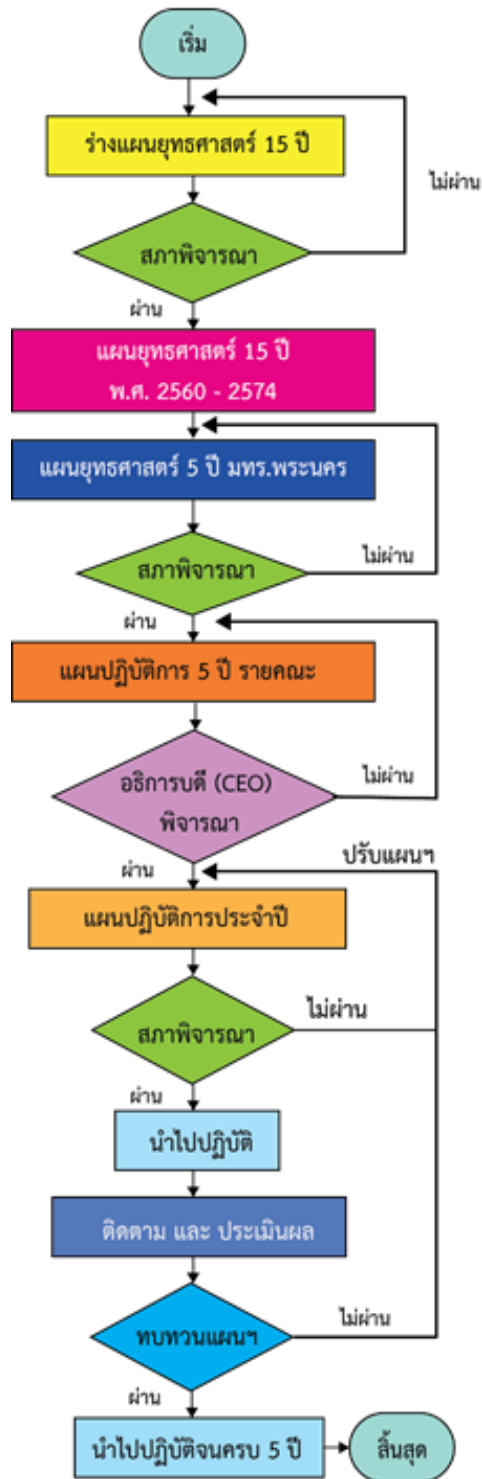 เริ่ม
ร่างแผนยุทธศาสตร์ 15 ปี
ไม่ผ่าน
สภาพิจารณา
ผ่าน
แผนยุทธศาสตร์ 15 ปี
พ.ศ. 2560 - 2574
แผนยุทธศาสตร์ 5 ปี มทร.พระนคร
สภาพิจารณา
ไม่ผ่าน
ผ่าน
แผนปฏิบัติการ 5 ปี รายคณะ
อธิการบดี (CEO)
พิจารณา
ไม่ผ่าน
ปรับแผนฯ
ผ่าน
แผนปฏิบัติการประจำปี
สภาพิจารณา
ไม่ผ่าน
ผ่าน
นำไปปฏิบัติ
ติดตาม และ ประเมินผล
ทบทวนแผนฯ
ไม่ผ่าน
ผ่าน
นำไปปฏิบัติจนครบ 5 ปี
สิ้นสุด